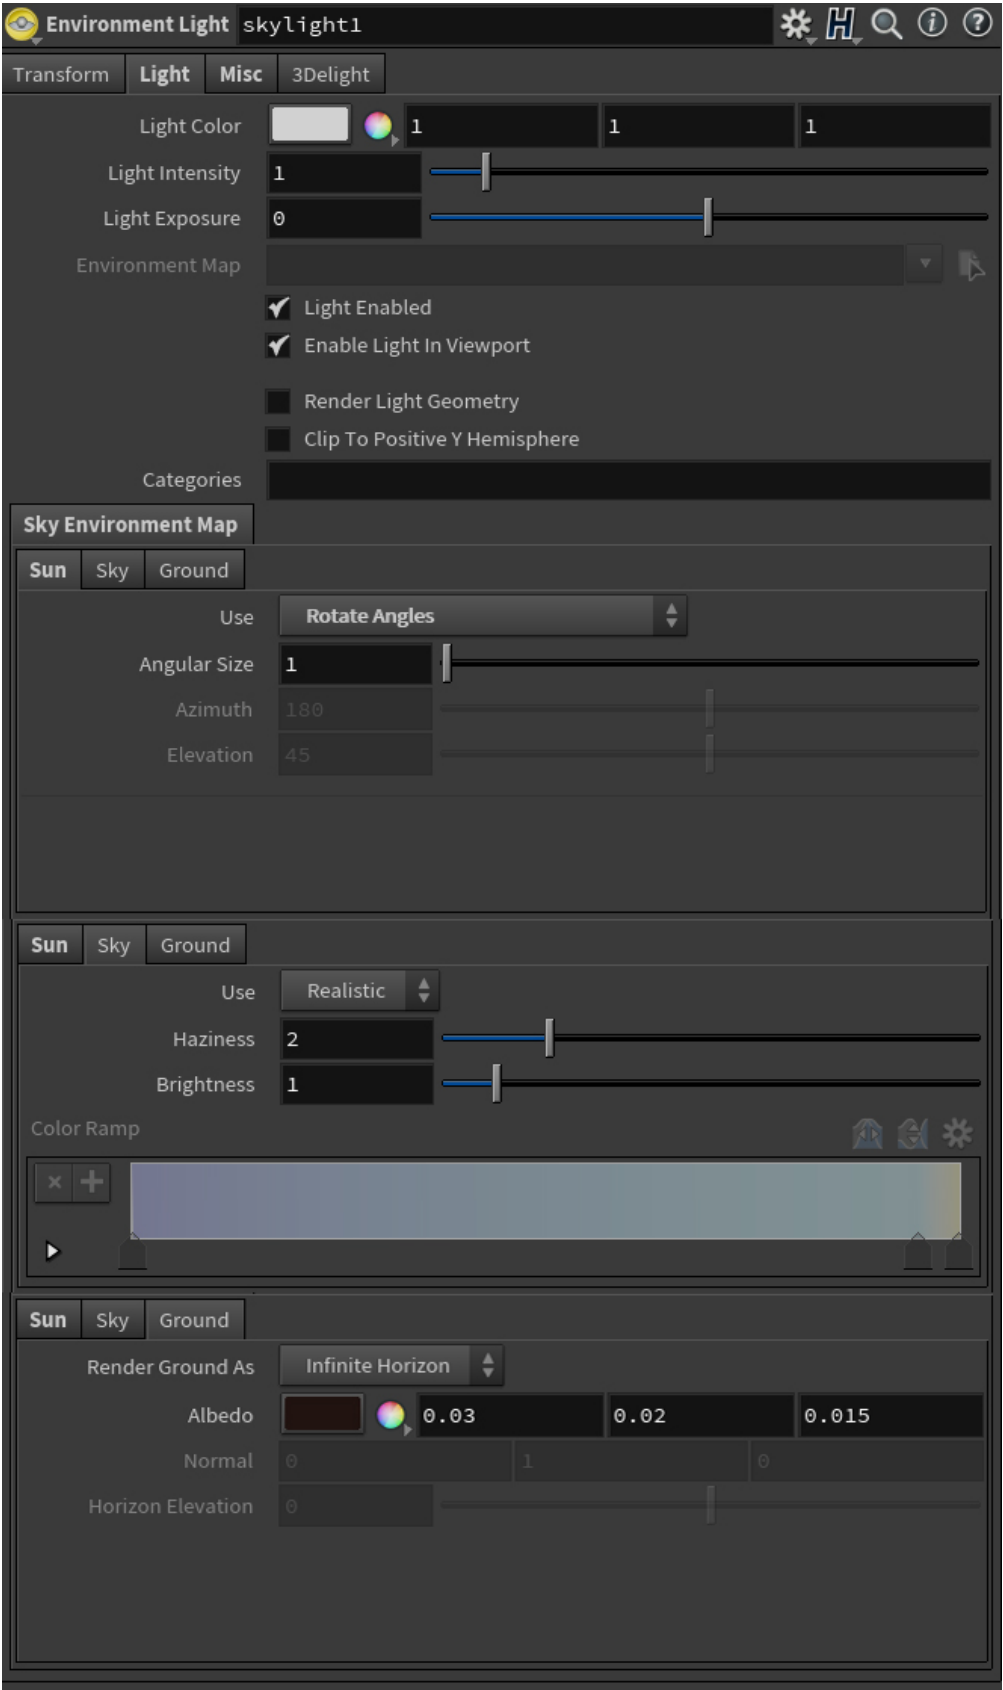 Environment Light skylight1
Transform Light Misc 3Delight
Light Color 1 1 1
Light Intensity 1
Light Exposure 0
Environment Map
Light Enabled
Enable Light In Viewport
Render Light Geometry
Clip To Positive Y Hemisphere
Categories
Sky Environment Map
Sun Sky Ground
Use Rotate Angles
Angular Size 1
Azimuth 180
Elevation 45
Sun Sky Ground
Use Realistic
Haziness 2
Brightness 1
Color Ramp
Sun Sky Ground
Render Ground As Infinite Horizon
Albedo 0.03 0.02 0.015
Normal 0 1 0
Horizon Elevation 0